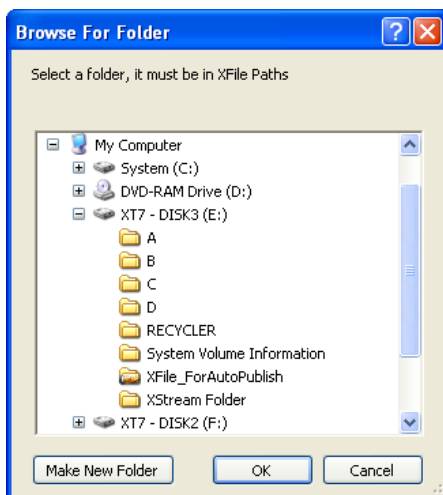 Browse For Folder
Select a folder, it must be in XFile Paths
My Computer
System (C:)
DVD-RAM Drive (D:)
XT7 - DISK3 (E:)
A
B
C
D
RECYCLER
System Volume Information
XFile_ForAutoPublish
XStream Folder
XT7 - DISK2 (F:)
Make New Folder OK Cancel